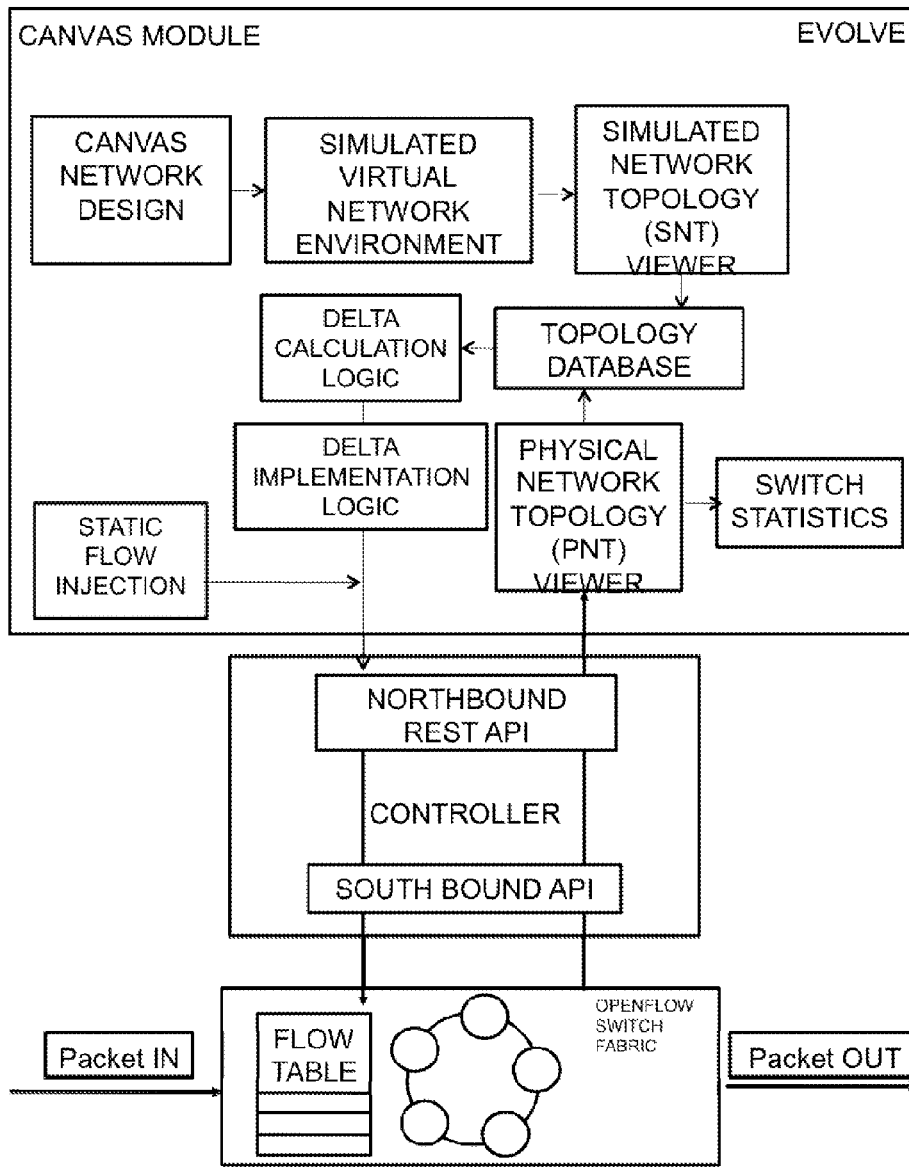 CANVAS MODULE
EVOLVE
CANVAS
NETWORK
DESIGN
SIMULATED
VIRTUAL
NETWORK
ENVIRONMENT
SIMULATED
NETWORK
TOPOLOGY
(SNT)
VIEWER
DELTA
CALCULATION
LOGIC
TOPOLOGY
DATABASE
DELTA
IMPLEMENTATION
LOGIC
PHYSICAL
NETWORK
TOPOLOGY
(PNT)
VIEWER
SWITCH
STATISTICS
STATIC
FLOW
INJECTION
NORTHBOUND
REST API
CONTROLLER
SOUTH BOUND API
OPENFLOW
SWITCH
FABRIC
FLOW
TABLE
Packet IN
Packet OUT